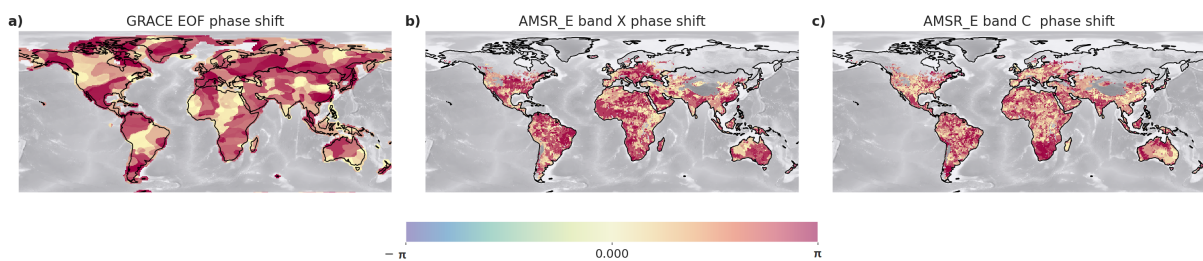 a) GRACE EOF phase shift
b) AMSR_E band X phase shift
c) AMSR_E band C  phase shift
− π 0.000 π